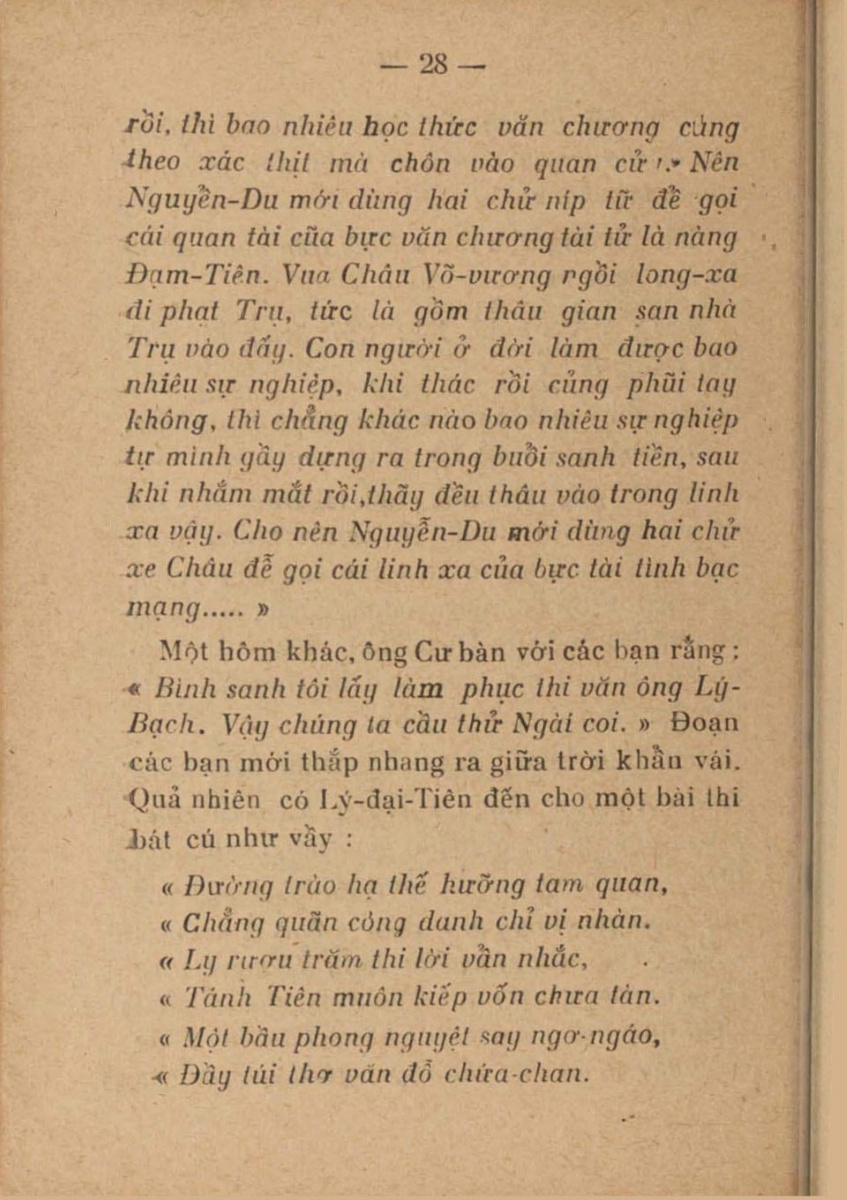 — 28 —
rồi, thì bao nhiêu học thức văn chương cũng
theo xác thịt mà chôn vào quan cử .» Nên
Nguyễn-Du mới dùng hai chử nip tữ đề gọi
cái quan tài cũa bực văn chương tài tử là nàng
Đạm-Tiên. Vua Châu Võ-vương ngồi long-xa
đi phạt Trụ, tức là gồm thâu gian san nhà
Trụ vào đấy. Con người ở đời làm được bao
nhiêu sự nghiệp, khi thác rồi củng phũi tay
không, thì chẳng khác nào bao nhiêu sự nghiệp
tự mình gầy dựng ra trong buổi sanh tiền, sau
khi nhắm mắt rồi,thãy đều thâu vào trong linh
xa vậy. Cho nên Nguyễn-Du mới dùng hai chử
xe Châu đễ gọi cái linh xa của bực tài tình bạc
mạng..... »
Một hôm khác, ông Cư bàn với các bạn rằng :
« Bình sanh tôi lấy làm phục thi văn ông Lý-
Bạch. Vậy chúng ta cầu thử Ngài coi. » Đoạn
các bạn mới thắp nhang ra giữa trời khẩn vái.
Quả nhiên có Lý-đại-Tiên đến cho một bài thi
bát cú như vầy :
« Đường trào hạ thế hưỡng tam quan,
« Chẳng quãn công danh chỉ vị nhàn.
« Ly rượu trăm thi lời vẫn nhắc,
« Tánh Tiên muôn kiếp vốn chưa tàn.
« Một bầu phong nguyệt say ngơ-ngáo,
« Đầy túi thơ văn đổ chứa-chan.